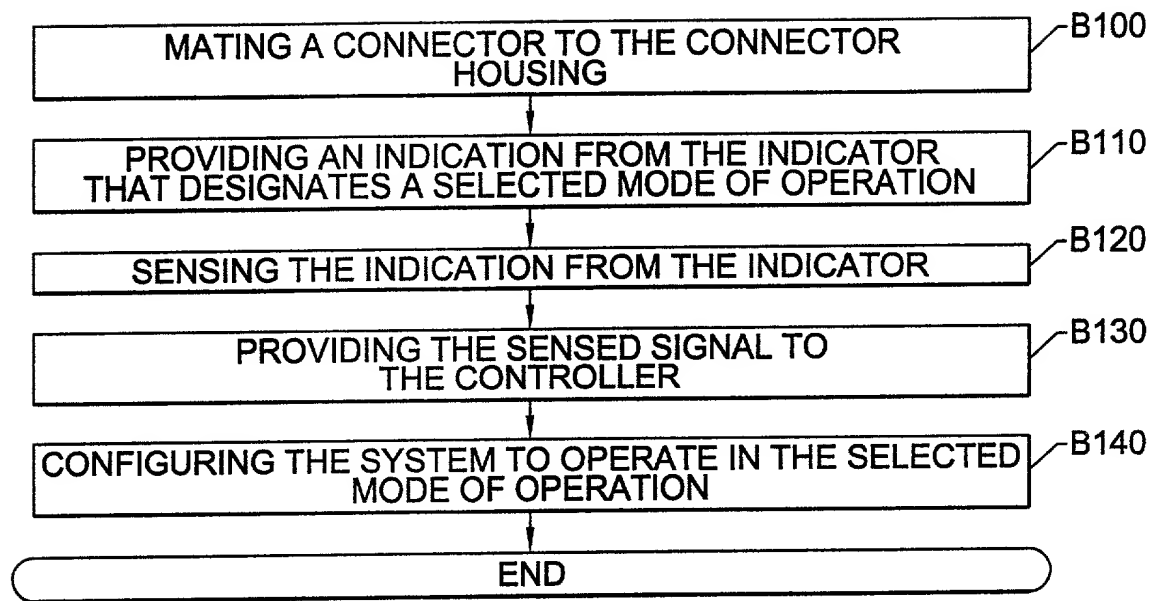 MATING A CONNECTOR TO THE CONNECTOR
HOUSING
B100
PROVIDING AN INDICATION FROM THE INDICATOR
THAT DESIGNATES A SELECTED MODE OF OPERATION
B110
SENSING THE INDICATION FROM THE INDICATOR
B120
PROVIDING THE SENSED SIGNAL TO
THE CONTROLLER
B130
CONFIGURING THE SYSTEM TO OPERATE IN THE SELECTED
MODE OF OPERATION
B140
END